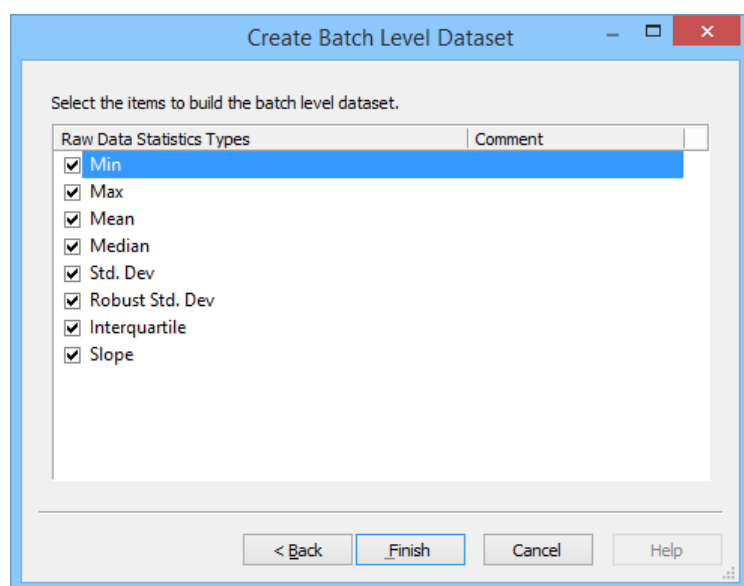 Create Batch Level Dataset
Select the items to build the batch level dataset.
Raw Data Statistics Types Comment
Min
Max
Mean
Median
Std. Dev
Robust Std. Dev
Interquartile
Slope
< Back Finish Cancel Help